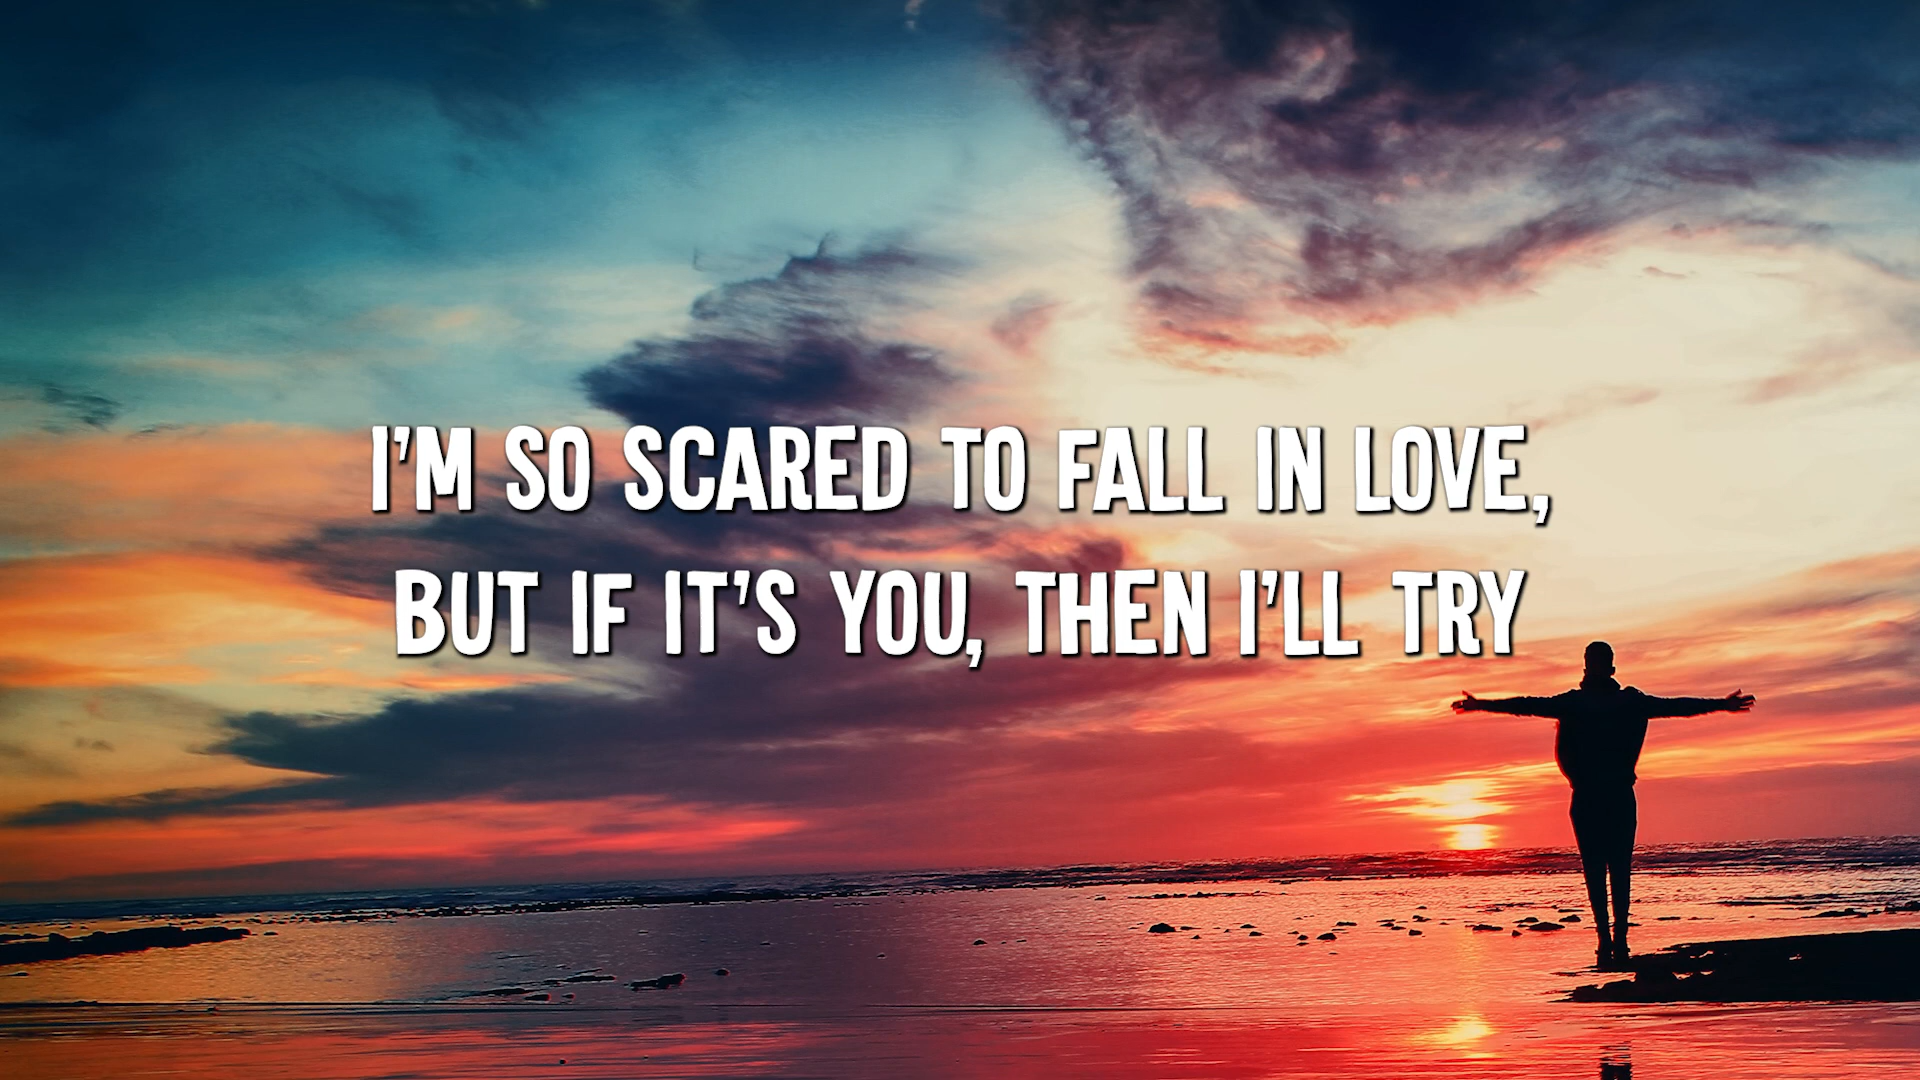 I'M SO SCARED TO FALL IN LOVE,
BUT IF IT'S YOU, THEN I'LL TRY